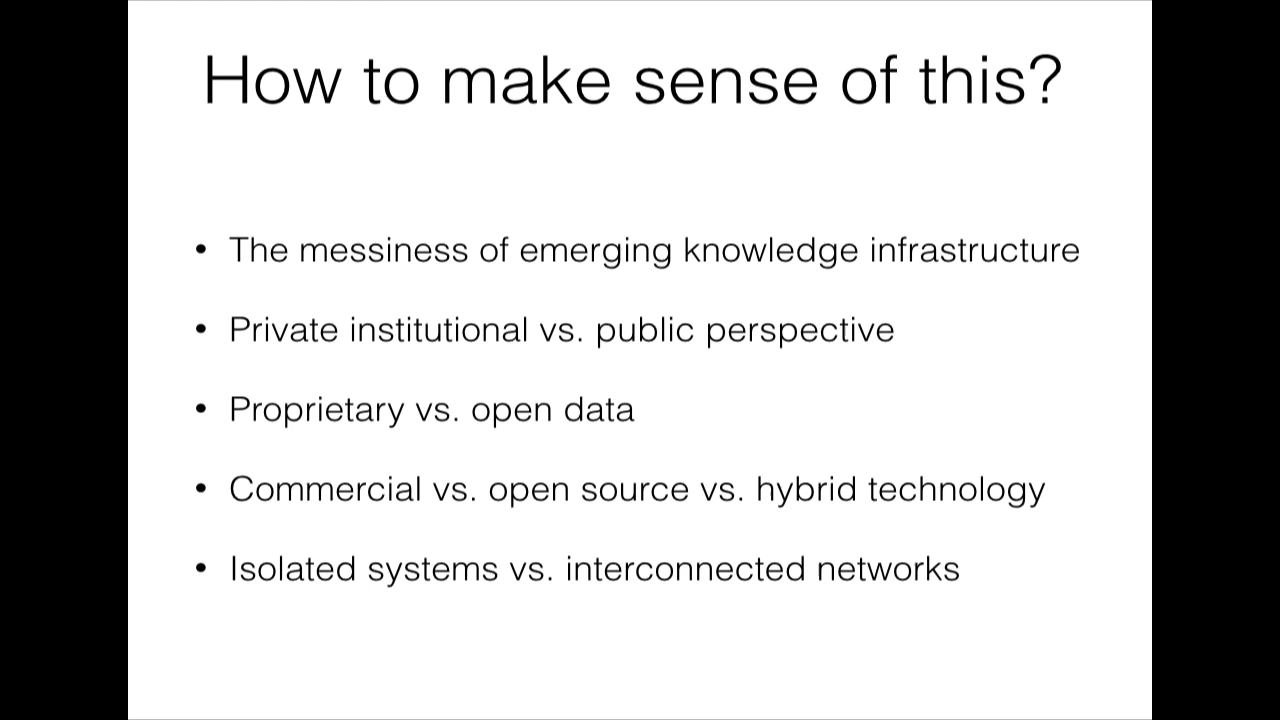 How to make sense of this?
• The messiness of emerging knowledge infrastructure
• Private institutional vs. public perspective
• Proprietary vs. open data
• Commercial vs. open source vs. hybrid technology
• Isolated systems vs. interconnected networks